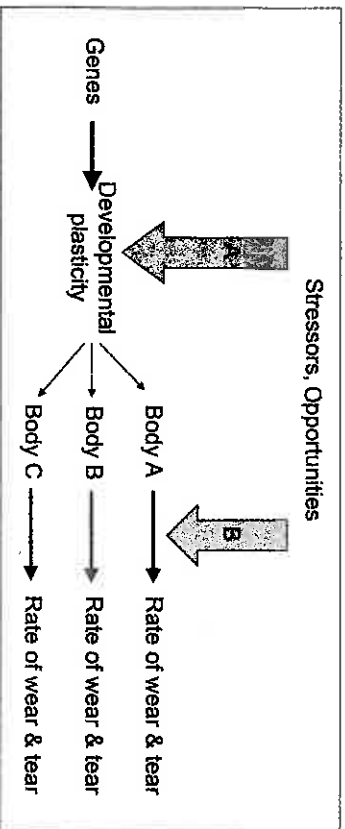 Stressors, Opportunities
A
B
Genes
Developmental
plasticity
Body A
Rate of wear & tear
Body B
Rate of wear & tear
Body C
Rate of wear & tear